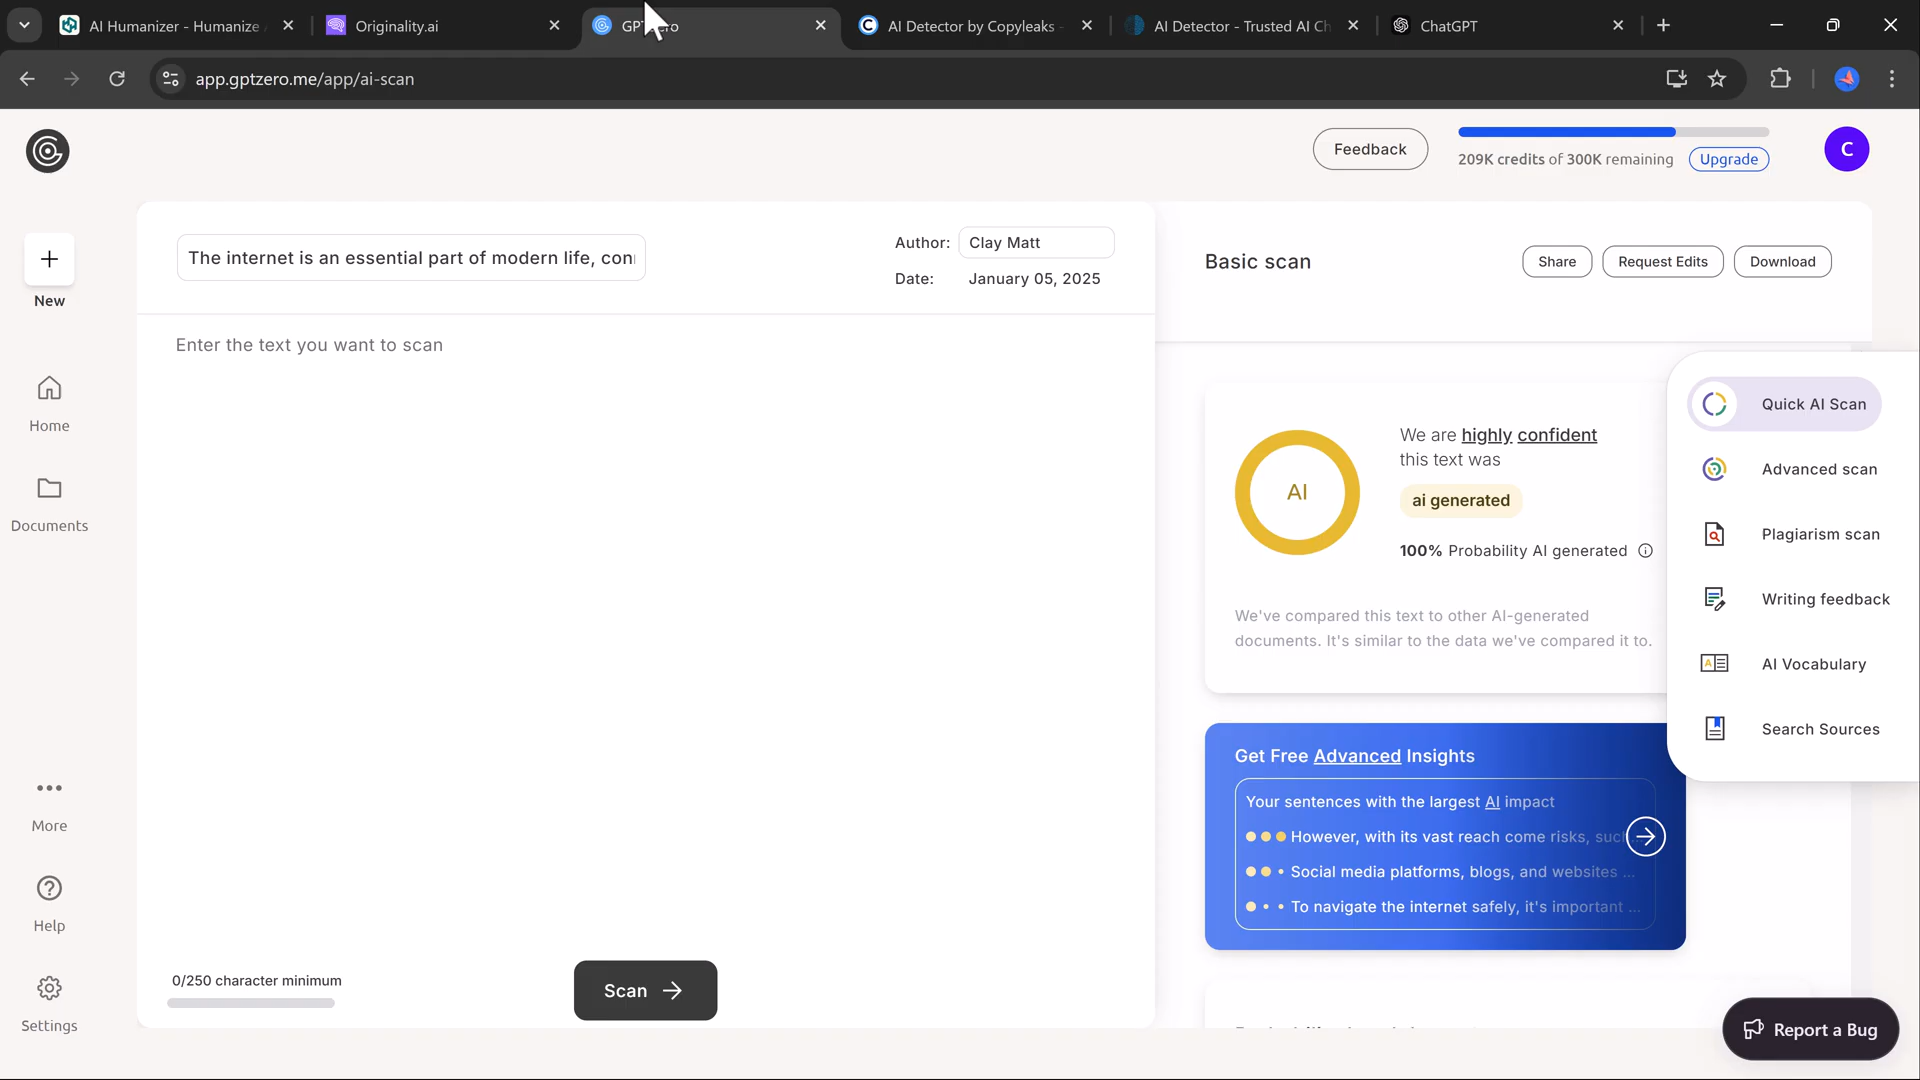 AI Humanizer - Humanize
Originality.ai
AI Detector by Copyleaks -
AI Detector - Trusted AI Ch
ChatGPT
app.gptzero.me/app/ai-scan
Feedback
209K credits of 300K remaining
Upgrade
C
New
Home
Documents
More
Help
Settings
The internet is an essential part of modern life, con
Author: Clay Matt
Date: January 05, 2025
Enter the text you want to scan
0/250 character minimum
Scan
Basic scan
Share
Request Edits
Download
AI
We are highly confident
this text was
ai generated
100% Probability AI generated
We've compared this text to other AI-generated
documents. It's similar to the data we've compared it to.
Get Free Advanced Insights
Your sentences with the largest AI impact
However, with its vast reach come risks, suc
Social media platforms, blogs, and websites ...
To navigate the internet safely, it's important ...
Quick AI Scan
Advanced scan
Plagiarism scan
Writing feedback
AI Vocabulary
Search Sources
Report a Bug